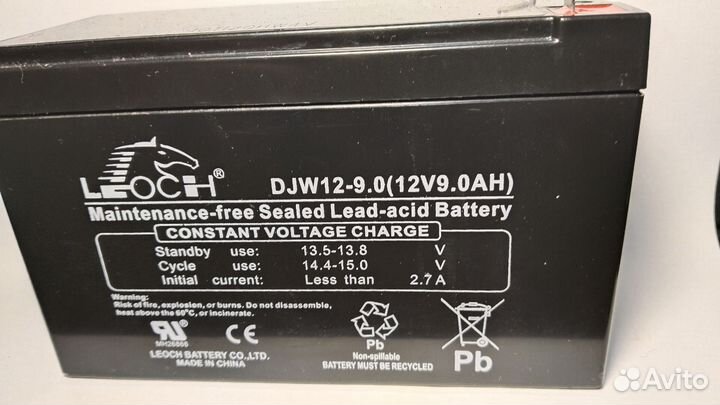 LEOCH®
DJW12-9.0(12V9.0AH)
Maintenance-free Sealed Lead-acid Battery
CONSTANT VOLTAGE CHARGE
Standby use: 13.5-13.8 V
Cycle use: 14.4-15.0 V
Initial current: Less than 2.7A
Warning:
Risk of fire, explosion, or burns. Do not disassemble,
heat above the 60°C, or incinerate.
CE
MH26866
LEOCH BATTERY CO.,LTD.
MADE IN CHINA
Pb
Non-spillable
BATTERY MUST BE RECYCLED
Pb
Avito